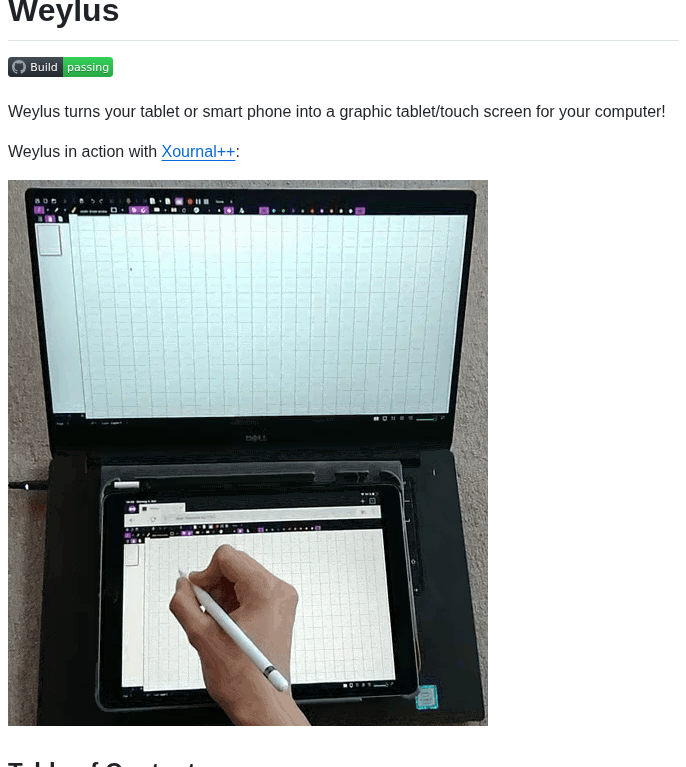 Weylus
Build passing
Weylus turns your tablet or smart phone into a graphic tablet/touch screen for your computer!
Weylus in action with Xournal++:
DELL